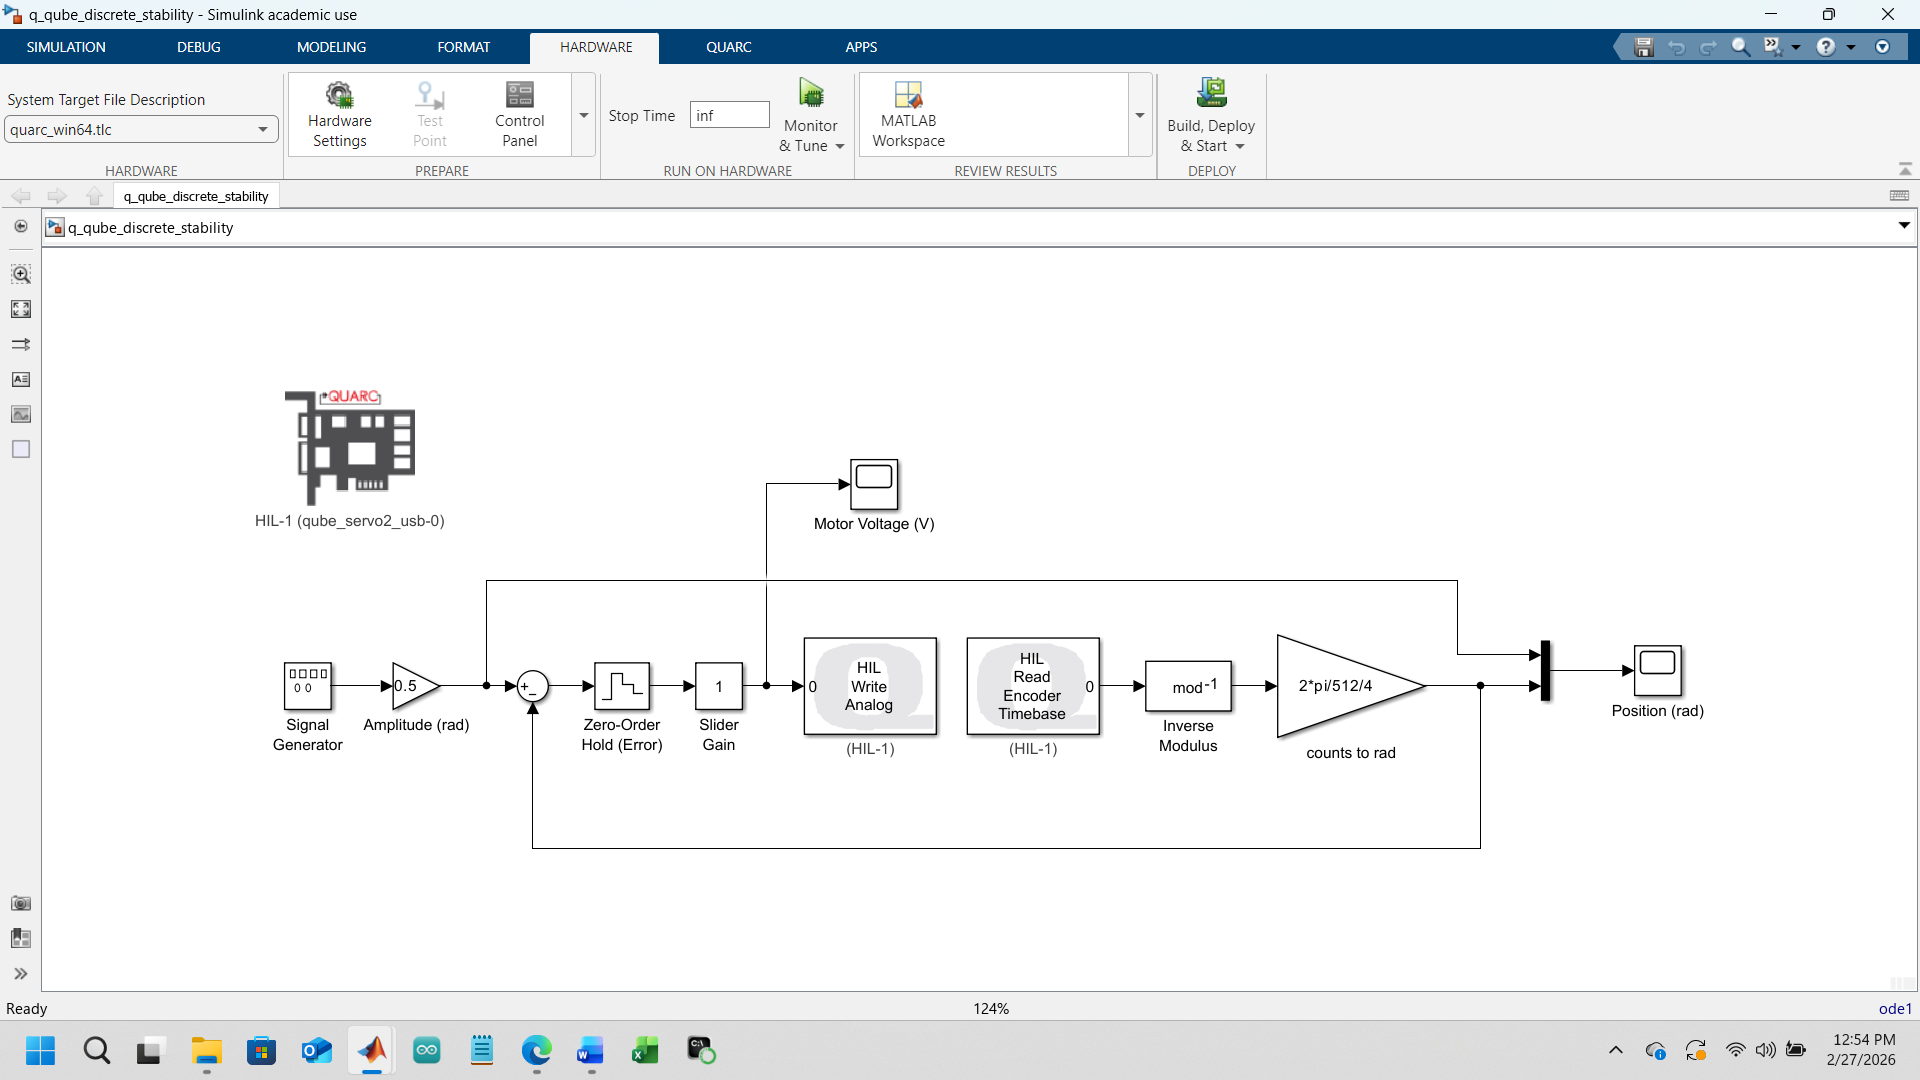 q_qube_discrete_stability - Simulink academic use
SIMULATION DEBUG MODELING FORMAT HARDWARE QUARC APPS
System Target File Description
quarc_win64.tlc
Hardware
Settings
Test
Point
Control
Panel
Stop Time
inf
Monitor
& Tune
MATLAB
Workspace
Build, Deploy
& Start
HARDWARE PREPARE RUN ON HARDWARE REVIEW RESULTS DEPLOY
q_qube_discrete_stability
q_qube_discrete_stability
QUARC
HIL-1 (qube_servo2_usb-0)
Motor Voltage (V)
Signal
Generator
0.5
Amplitude (rad)
+
−
Zero-Order
Hold (Error)
1
Slider
Gain
0
HIL
Write
Analog
(HIL-1)
HIL
Read
Encoder
Timebase
0
(HIL-1)
mod-1
Inverse
Modulus
2*pi/512/4
counts to rad
Position (rad)
Ready
124%
ode1
12:54 PM
2/27/2026